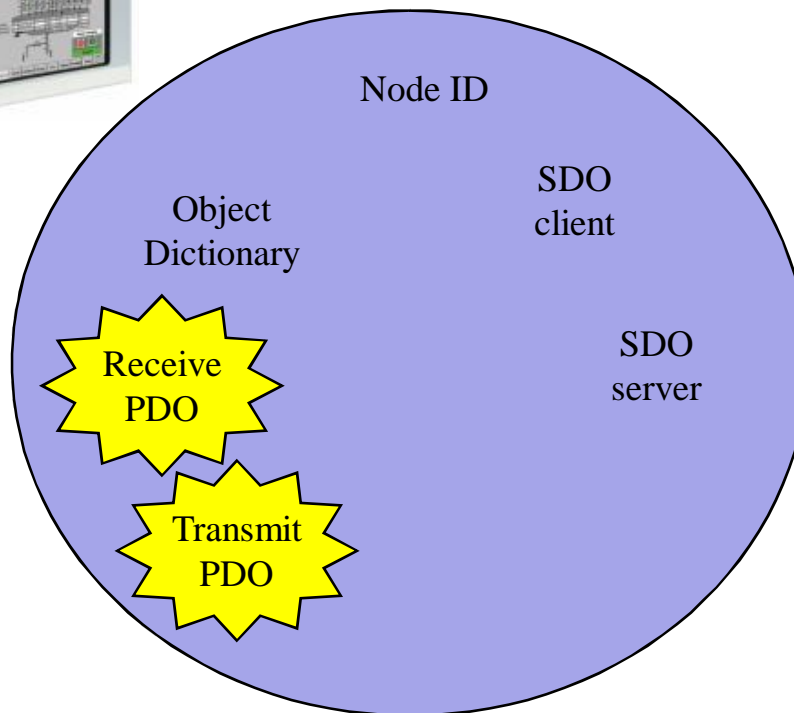 Node ID
SDO
client
Object
Dictionary
SDO
server
Receive
PDO
Transmit
PDO